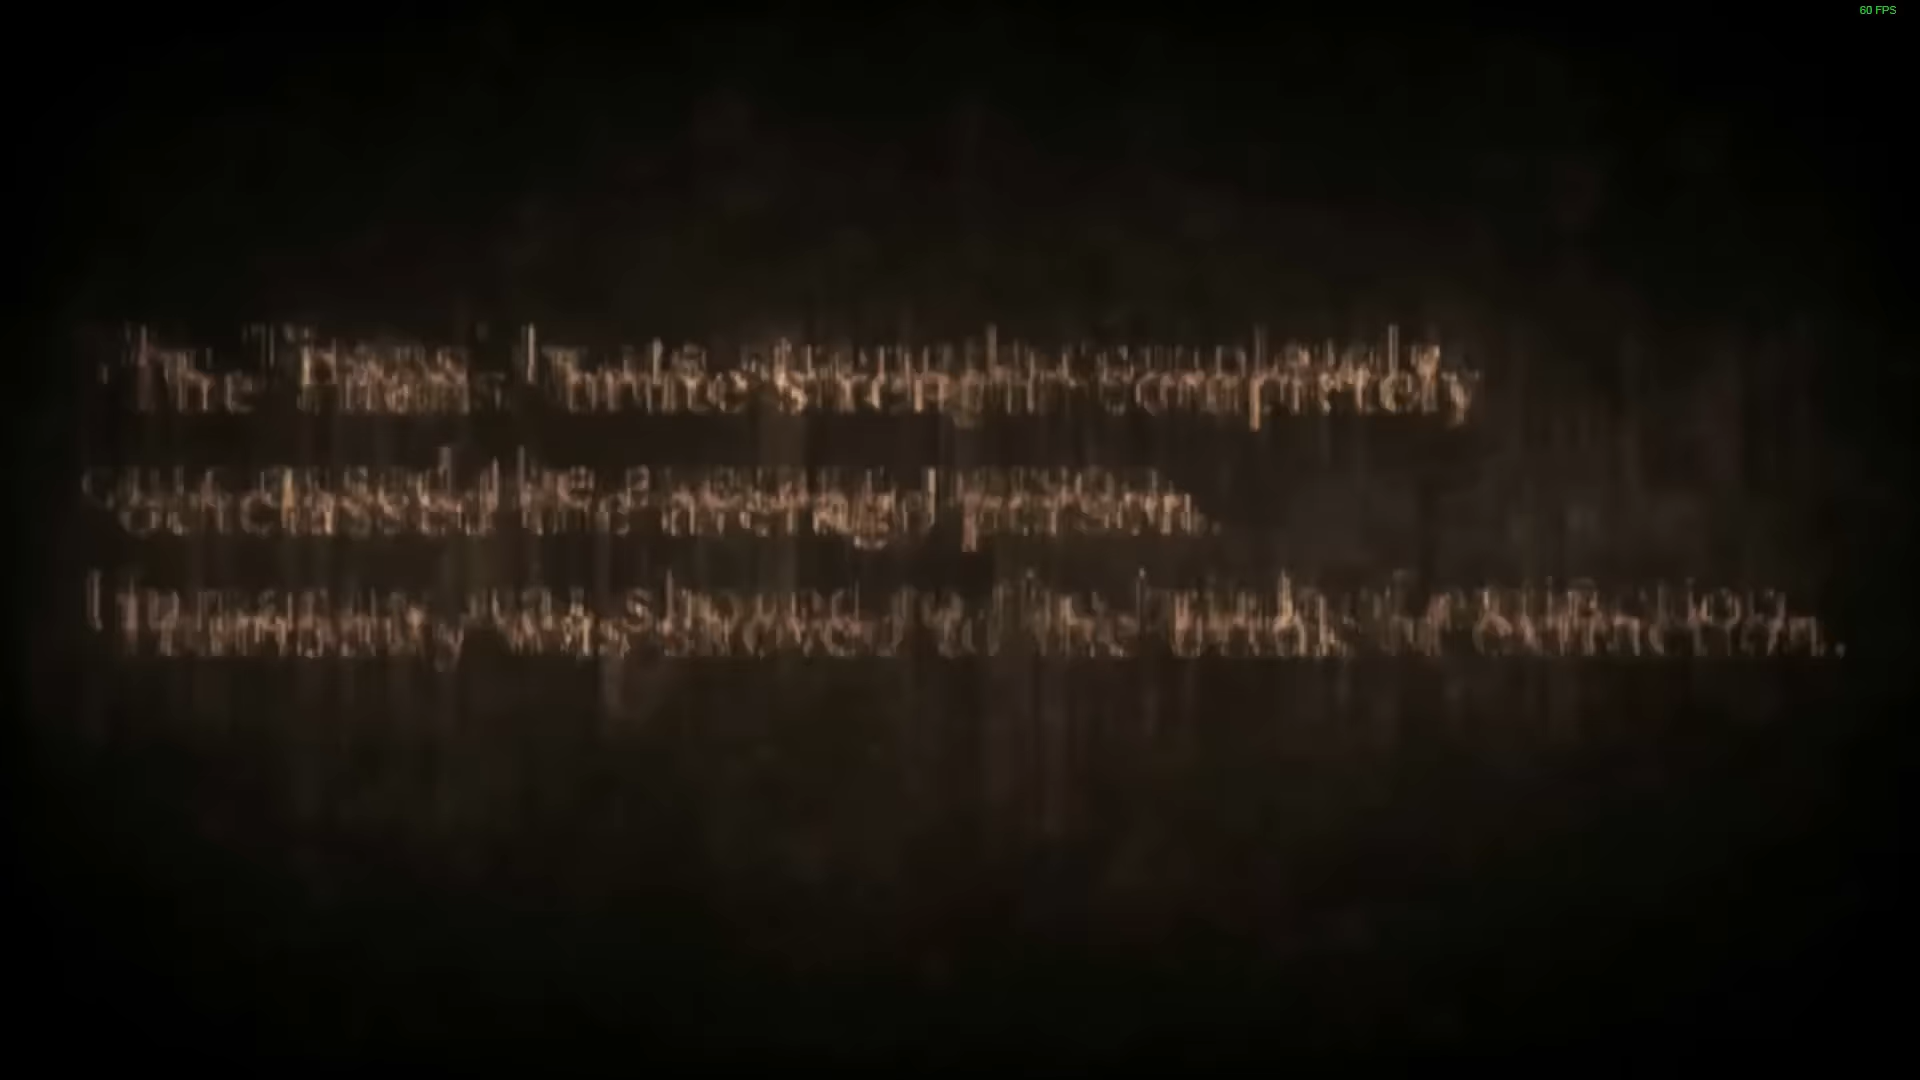 60 FPS
The Titans' brute strength completely
outclassed the average person.
Humanity was shoved to the brink of extinction.